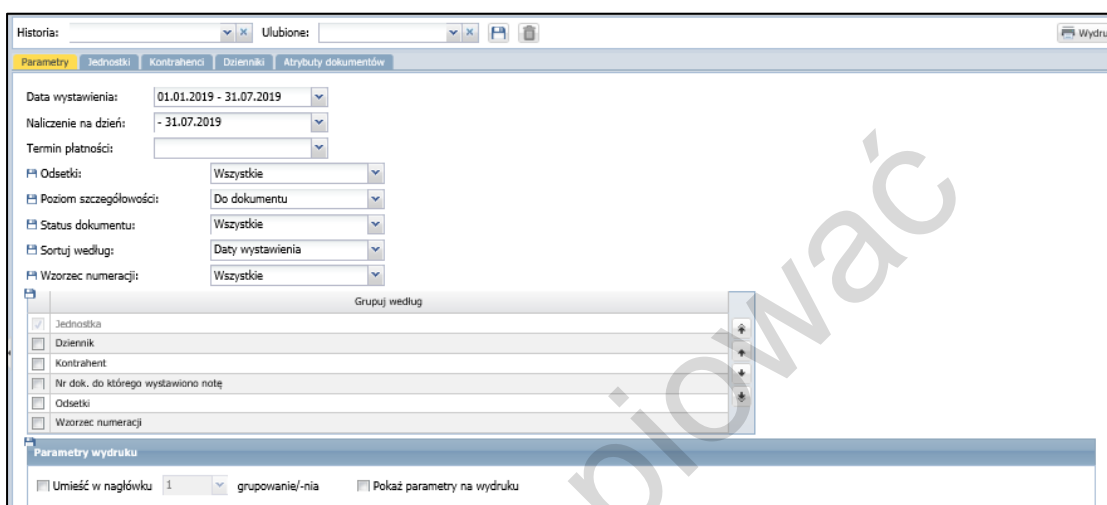 Historia: Ulubione: Wydru
Parametry Jednostki Kontrahenci Dzienniki Atrybuty dokumentów
Data wystawienia: 01.01.2019 - 31.07.2019
Naliczenie na dzień: - 31.07.2019
Termin płatności:
Odsetki: Wszystkie
Poziom szczegółowości: Do dokumentu
Status dokumentu: Wszystkie
Sortuj według: Daty wystawienia
Wzorzec numeracji: Wszystkie
Grupuj według
Jednostka
Dziennik
Kontrahent
Nr dok. do którego wystawiono notę
Odsetki
Wzorzec numeracji
Parametry wydruku
Umieść w nagłówku 1 grupowanie/-nia Pokaż parametry na wydruku
piować